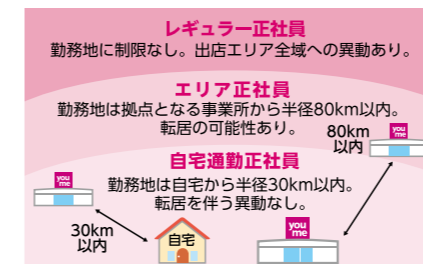 レギュラー正社員
勤務地に制限なし。出店エリア全域への異動あり。
エリア正社員
勤務地は拠点となる事業所から半径80km以内。
転居の可能性あり。
80km
以内
you
me
自宅通勤正社員
勤務地は自宅から半径30km以内。
転居を伴う異動なし。
you
me
30km
以内
自宅
you
me